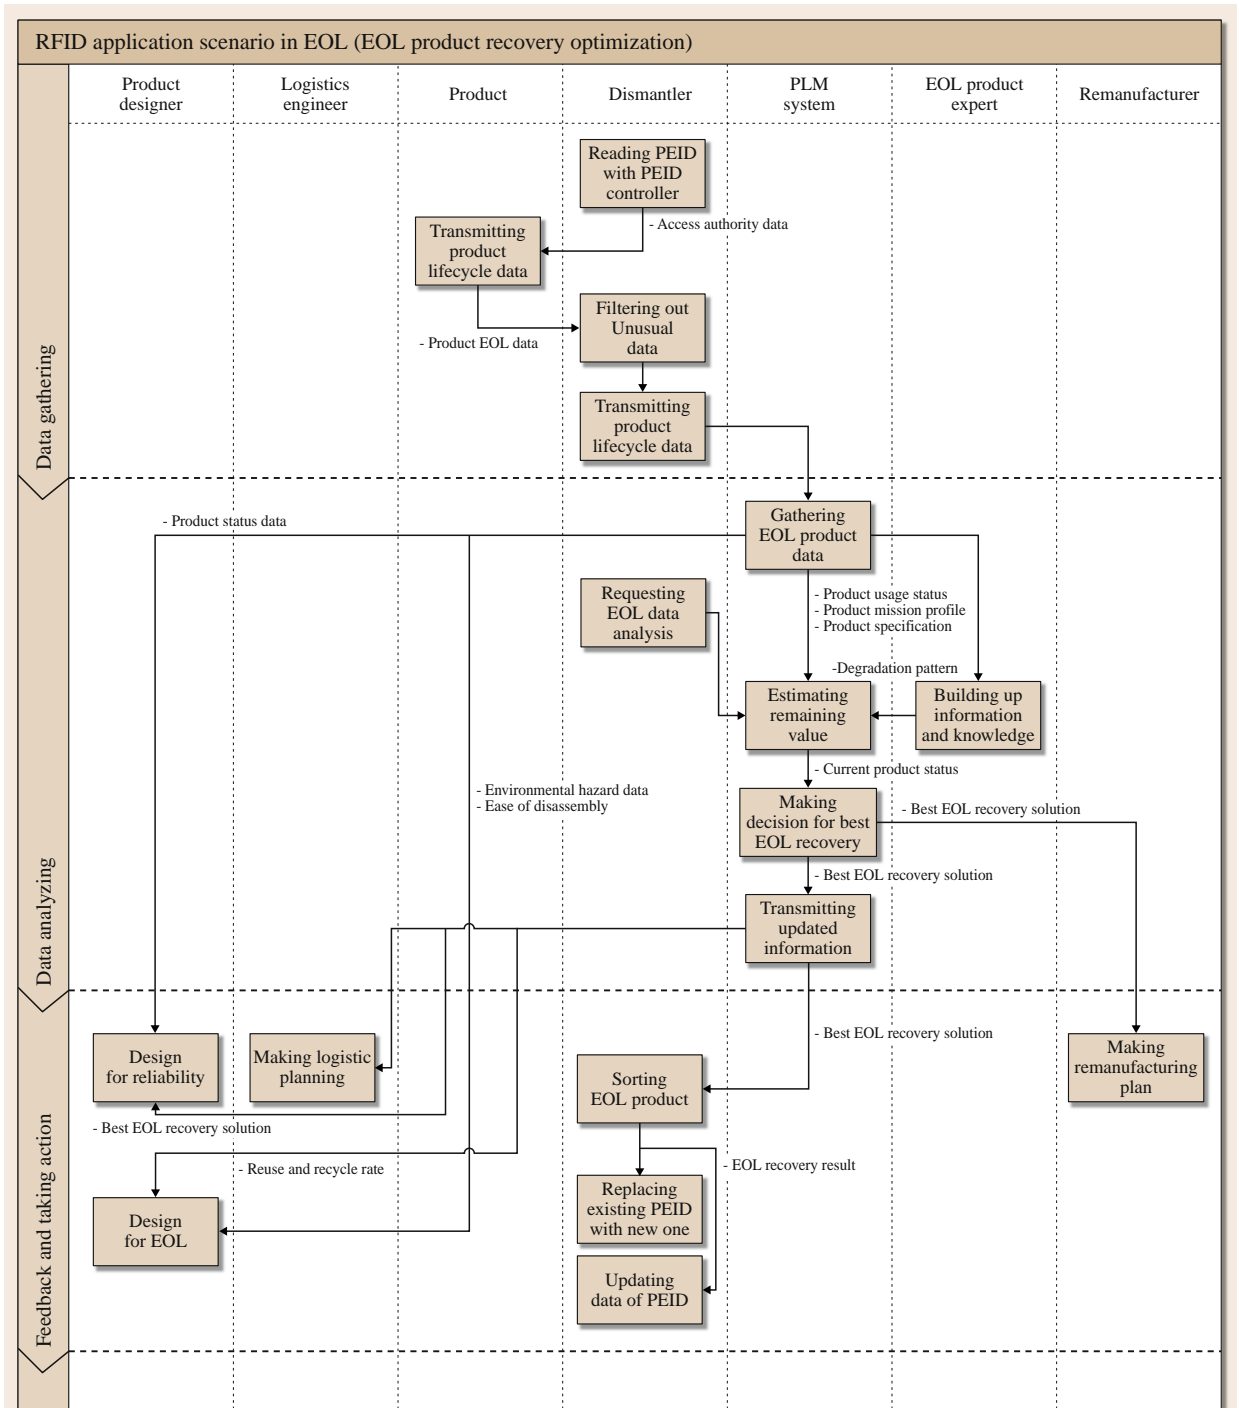 RFID application scenario in EOL (EOL product recovery optimization)
Product
designer
Logistics
engineer
Product
Dismantler
PLM
system
EOL product
expert
Remanufacturer
Data gathering
Reading PEID
with PEID
controller
- Access authority data
Transmitting
product
lifecycle data
- Product EOL data
Filtering out
Unusual
data
Transmitting
product
lifecycle data
Data analyzing
Gathering
EOL product
data
- Product status data
Requesting
EOL data
analysis
- Product usage status
- Product mission profile
- Product specification
-Degradation pattern
Estimating
remaining
value
Building up
information
and knowledge
- Current product status
- Environmental hazard data
- Ease of disassembly
Making
decision for best
EOL recovery
- Best EOL recovery solution
- Best EOL recovery solution
Transmitting
updated
information
Feedback and taking action
- Best EOL recovery solution
Design
for reliability
Making logistic
planning
Making
remanufacturing
plan
Sorting
EOL product
- Best EOL recovery solution
- Reuse and recycle rate
- EOL recovery result
Replacing
existing PEID
with new one
Design
for EOL
Updating
data of PEID